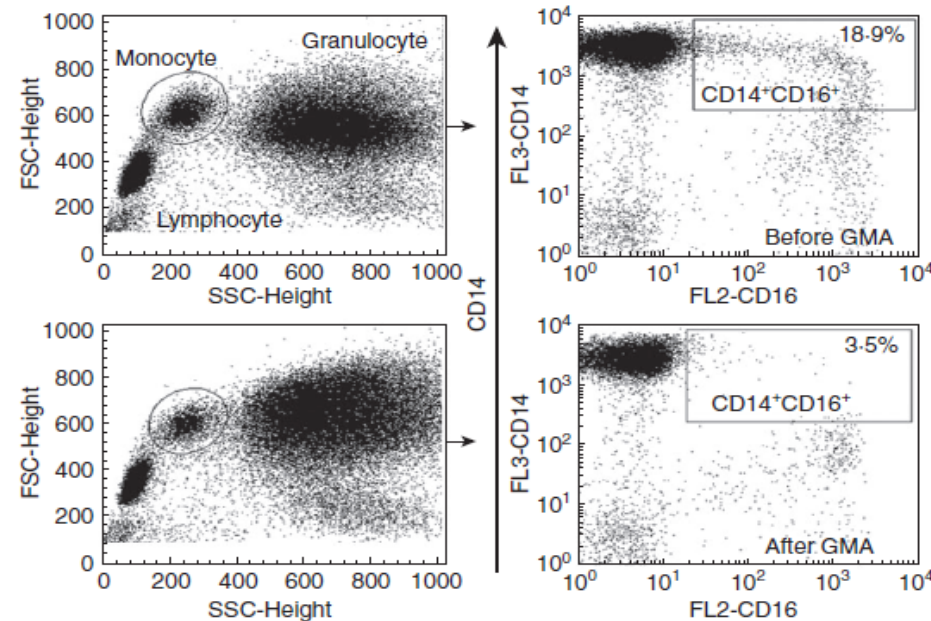 1000
800
600
400
200
0
FSC-Height
Monocyte
Granulocyte
Lymphocyte
0 200 400 600 800 1000
SSC-Height
CD14
10⁴
10³
10²
10¹
10⁰
FL3-CD14
18·9%
CD14⁺CD16⁺
Before GMA
10⁰ 10¹ 10² 10³ 10⁴
FL2-CD16
1000
800
600
400
200
0
FSC-Height
0 200 400 600 800 1000
SSC-Height
10⁴
10³
10²
10¹
10⁰
FL3-CD14
3·5%
CD14⁺CD16⁺
After GMA
10⁰ 10¹ 10² 10³ 10⁴
FL2-CD16